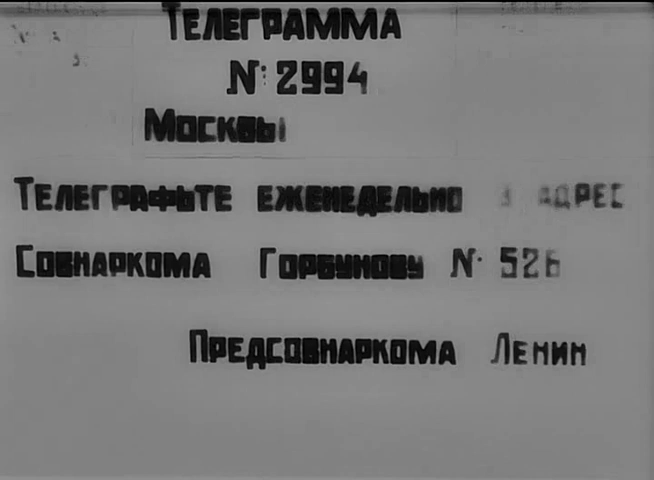 Телеграмма
№ 2994
Москвы
Телеграфьте еженедельно адрес
Совнаркома Горбунову № 526
Предсовнаркома Ленин